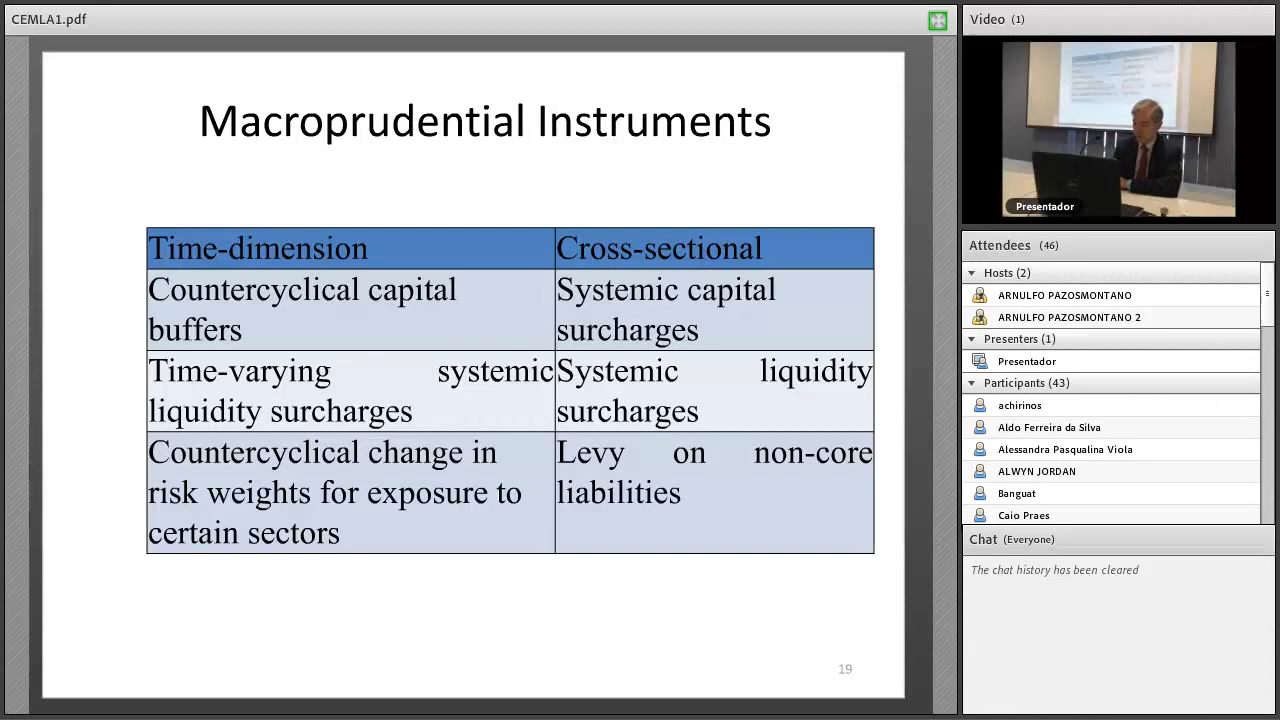 CEMLA1.pdf
Macroprudential Instruments
Time-dimension
Cross-sectional
Countercyclical capital
buffers
Systemic capital
surcharges
Time-varying systemic
liquidity surcharges
Systemic liquidity
surcharges
Countercyclical change in
risk weights for exposure to
certain sectors
Levy on non-core
liabilities
19
Video (1)
Presentador
Attendees (46)
Hosts (2)
ARNULFO PAZOSMONTANO
ARNULFO PAZOSMONTANO 2
Presenters (1)
Presentador
Participants (43)
achirinos
Aldo Ferreira da Silva
Alessandra Pasqualina Viola
ALWYN JORDAN
Banguat
Caio Praes
Chat (Everyone)
The chat history has been cleared